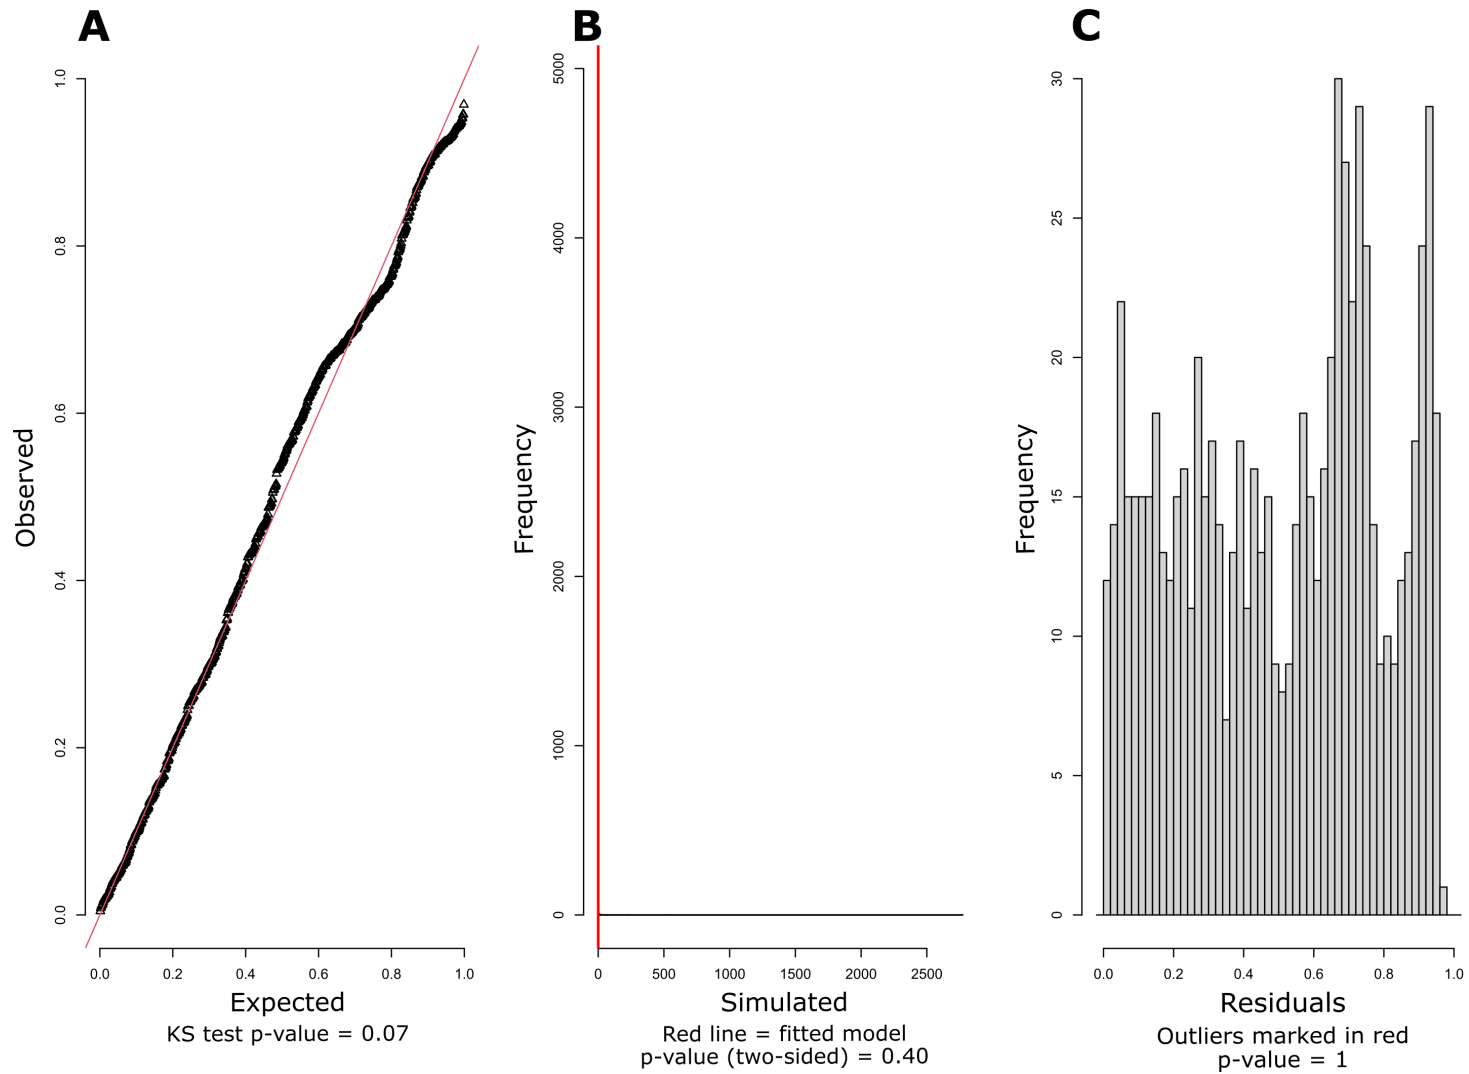 A
B
C
1.0
0.8
0.6
0.4
0.2
0.0
Observed
0.0 0.2 0.4 0.6 0.8 1.0
Expected
KS test p-value = 0.07
5000
4000
3000
2000
1000
0
Frequency
0 500 1000 1500 2000 2500
Simulated
Red line = fitted model
p-value (two-sided) = 0.40
30
25
20
15
10
5
0
Frequency
0.0 0.2 0.4 0.6 0.8 1.0
Residuals
Outliers marked in red
p-value = 1